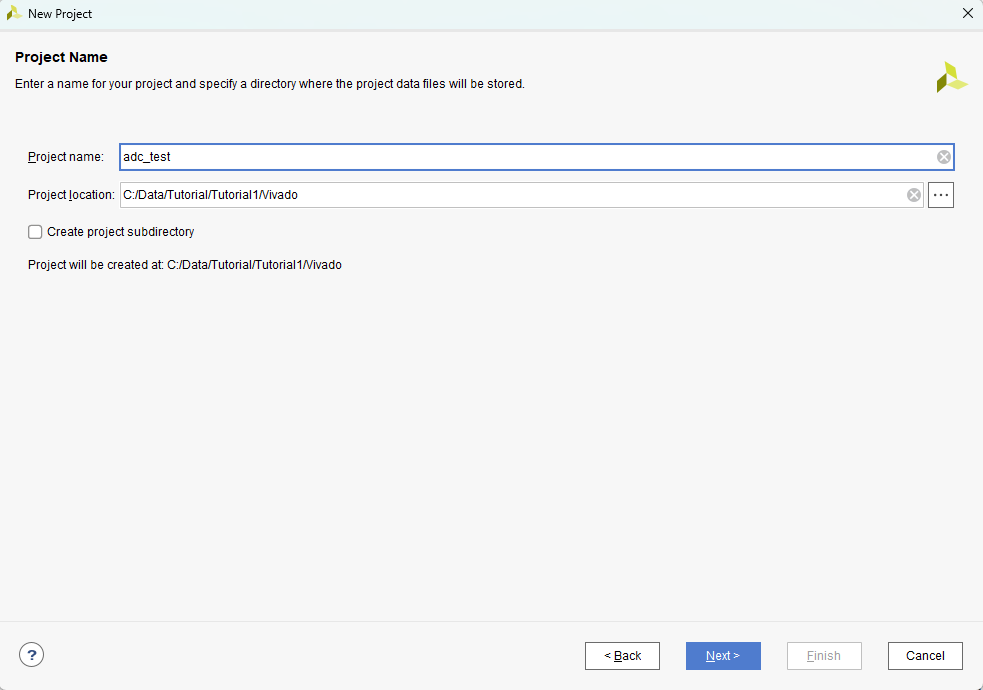 New Project
Project Name
Enter a name for your project and specify a directory where the project data files will be stored.
Project name: adc_test
Project location: C:/Data/Tutorial/Tutorial1/Vivado
...
Create project subdirectory
Project will be created at: C:/Data/Tutorial/Tutorial1/Vivado
? < Back Next > Finish Cancel